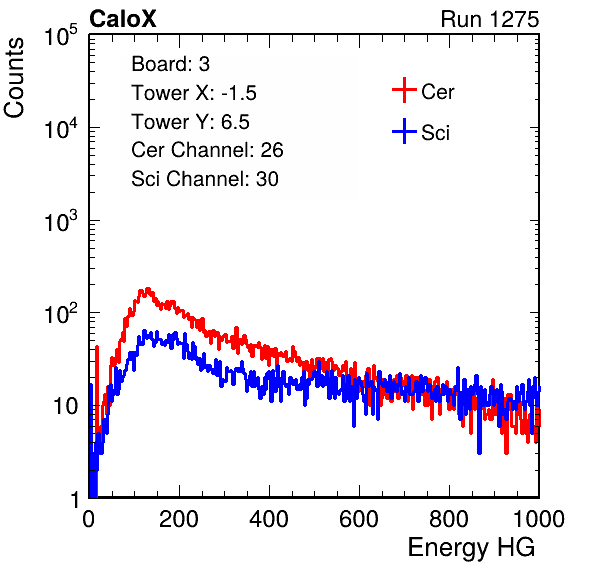 CaloX Run 1275
Counts
Board: 3
Tower X: -1.5
Tower Y: 6.5
Cer Channel: 26
Sci Channel: 30
Cer
Sci
10^5
10^4
10^3
10^2
10
1
0 200 400 600 800 1000
Energy HG